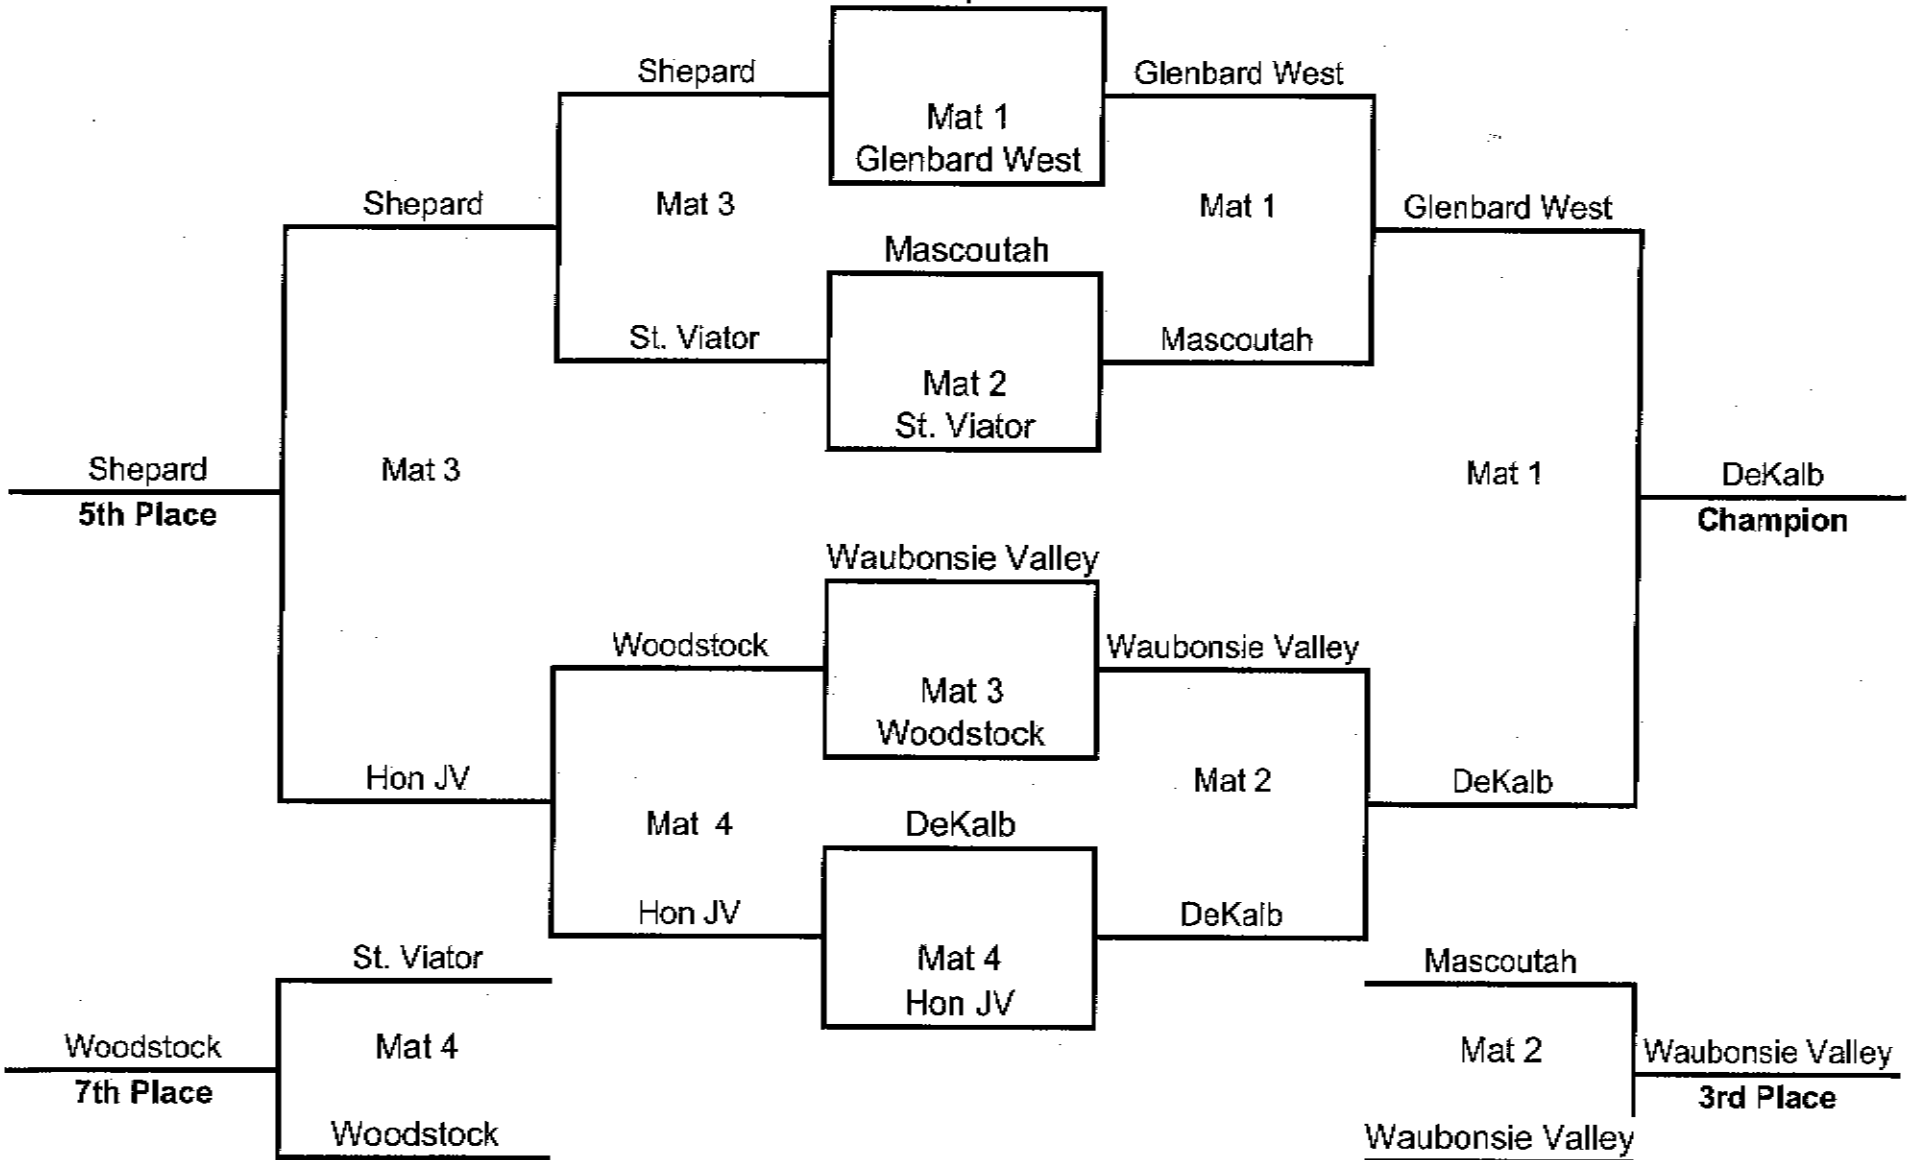 Shepard
Glenbard West
Mat 1
Glenbard West
Shepard
Mat 3
Mat 1
Glenbard West
Mascoutah
St. Viator
Mascoutah
Mat 2
St. Viator
Shepard
5th Place
Mat 3
Mat 1
DeKalb
Champion
Waubonsie Valley
Woodstock
Waubonsie Valley
Mat 3
Woodstock
Hon JV
Mat 2
DeKalb
Mat 4
DeKalb
Hon JV
DeKalb
St. Viator
Mat 4
Hon JV
Mascoutah
Woodstock
7th Place
Mat 4
Mat 2
Waubonsie Valley
3rd Place
Woodstock
Waubonsie Valley